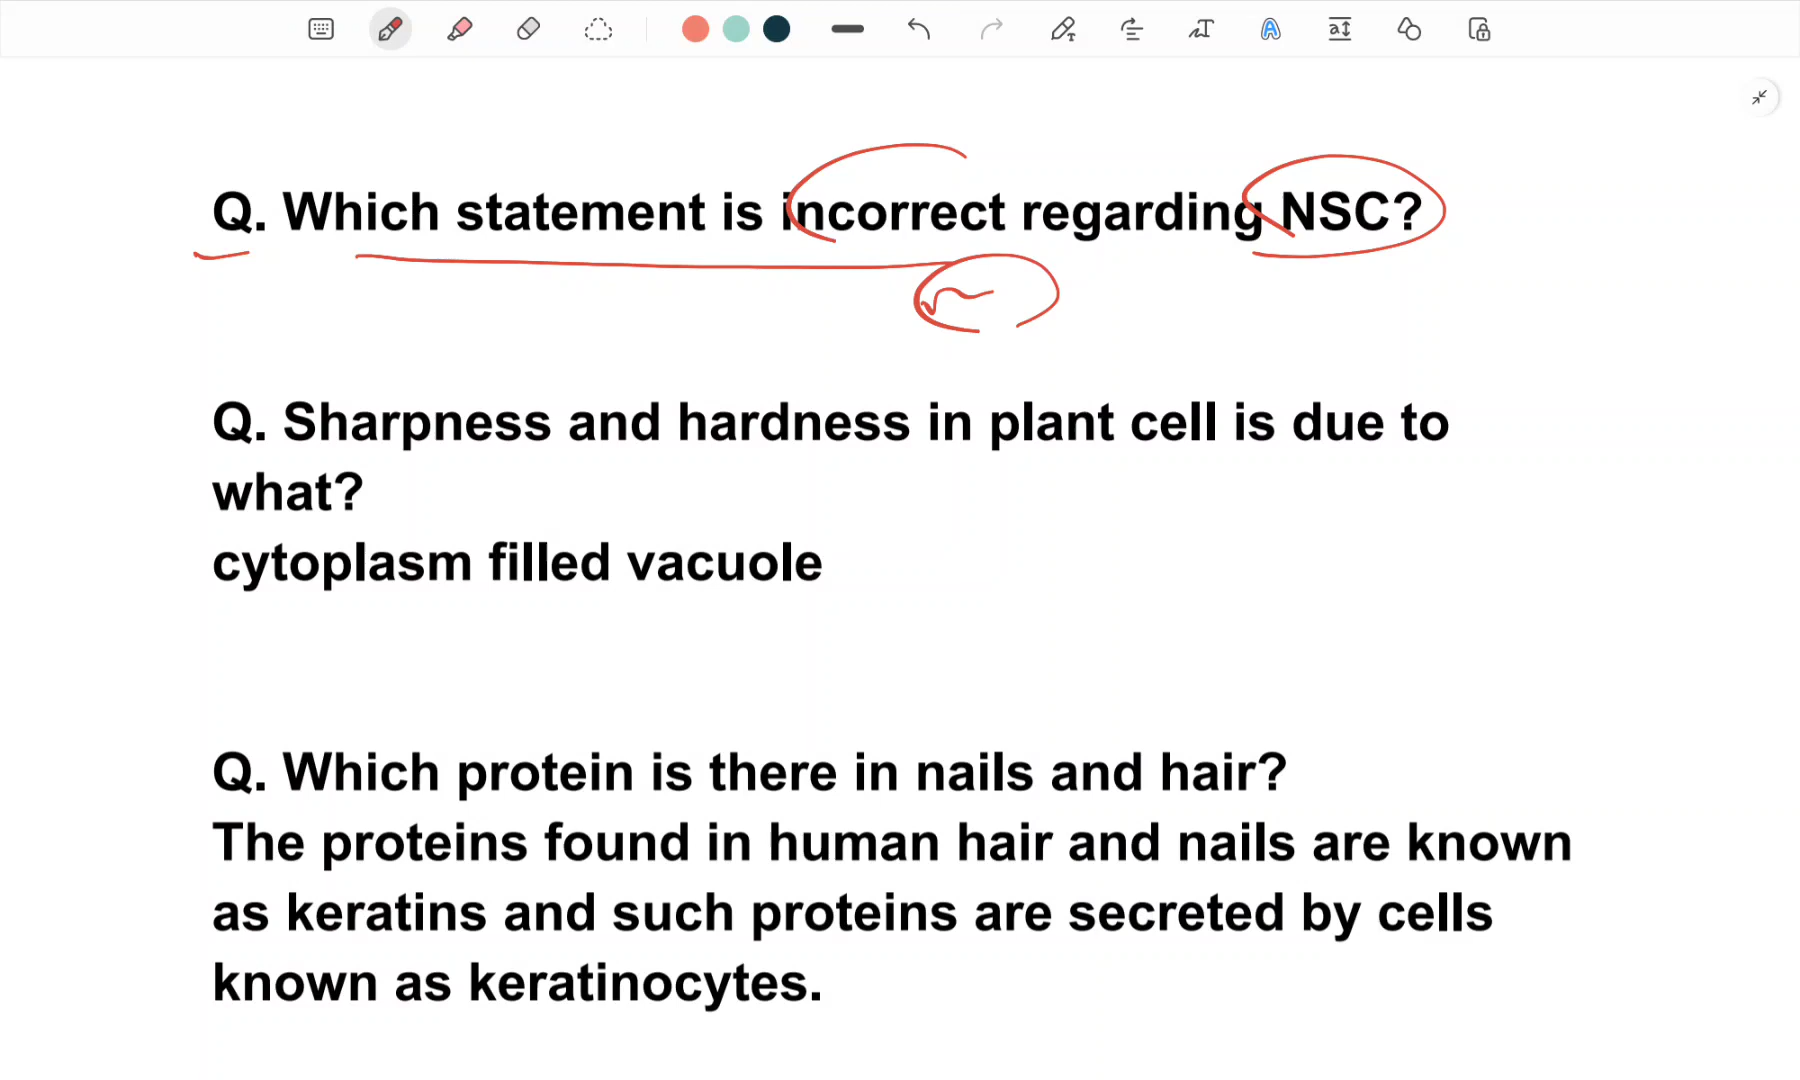 Q. Which statement is incorrect regarding NSC?
Q. Sharpness and hardness in plant cell is due to
what?
cytoplasm filled vacuole
Q. Which protein is there in nails and hair?
The proteins found in human hair and nails are known
as keratins and such proteins are secreted by cells
known as keratinocytes.